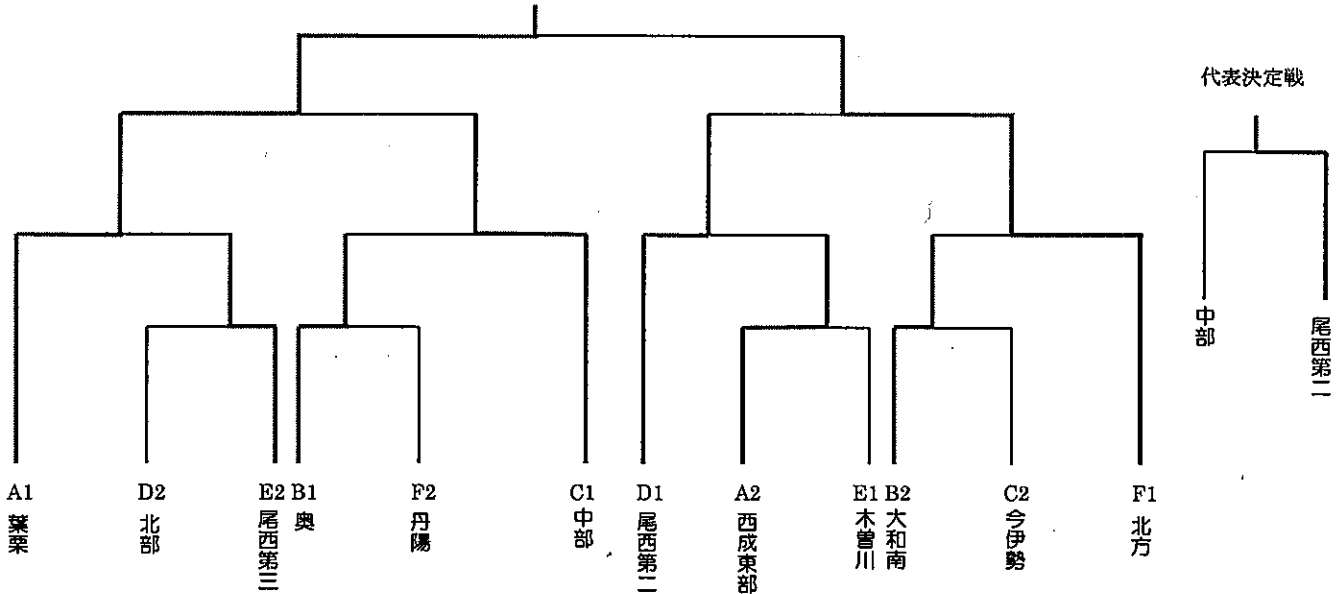 代表決定戦
中部
尾西第二
A1
D2
E2
B1
F2
C1
D1
A2
E1
B2
C2
F1
葉栗
北部
尾西第三
奥
丹陽
中部
尾西第二
西成東部
木曽川
大和南
今伊勢
北方